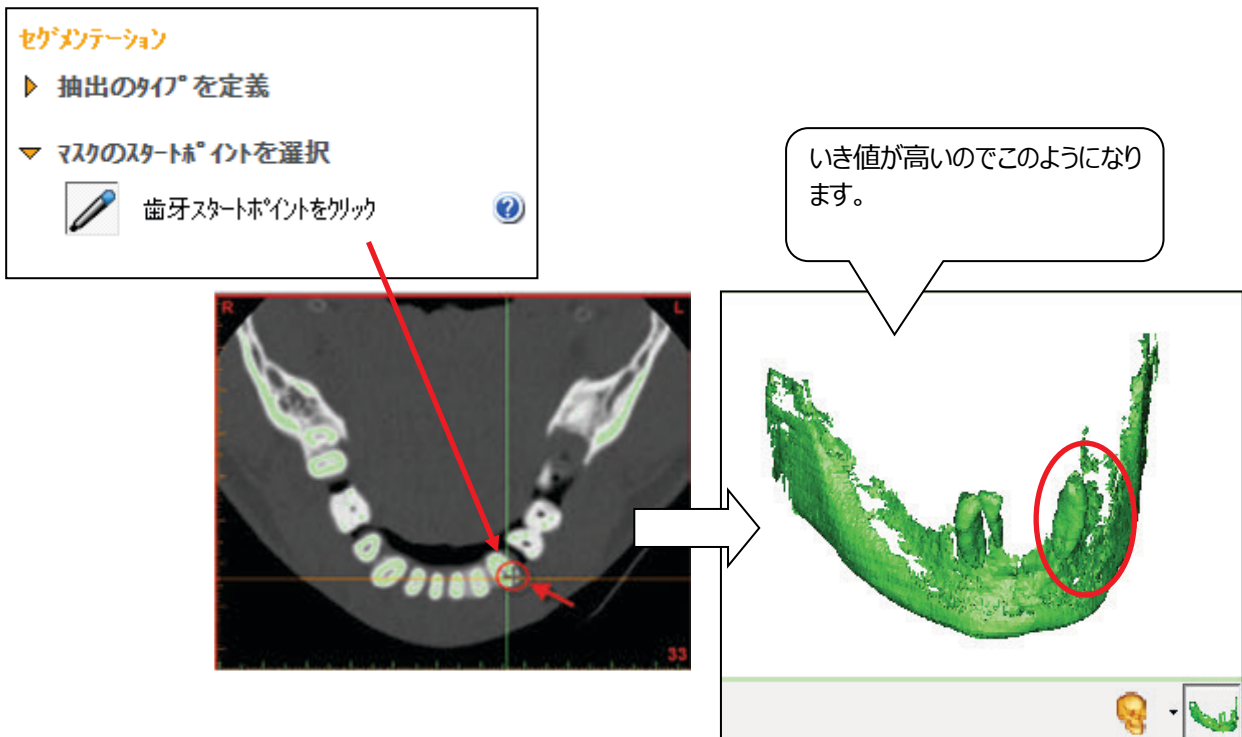 セグメンテーション
抽出のタイプを定義
マスクのスタートポイントを選択
歯牙スタートポイントをクリック
?
いき値が高いのでこのようになり
ます。
R
L
33